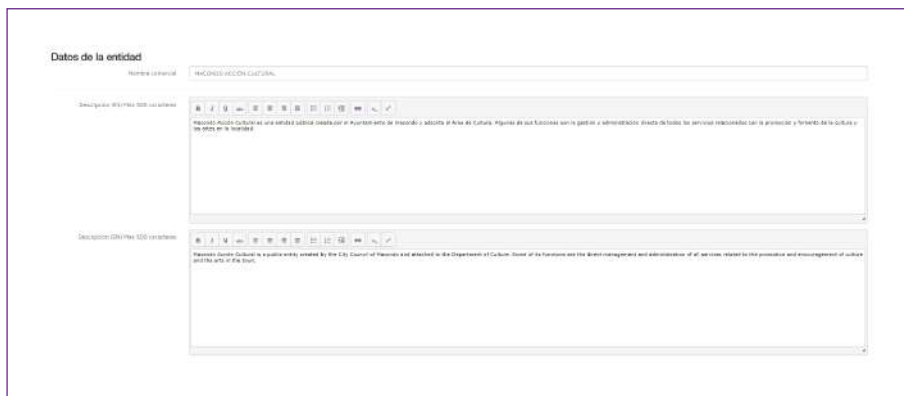 Datos de la entidad
Nombre comercial
MACONDO ACCIÓN CULTURAL
Descripción (ES) Max 500 caracteres
Macondo Acción Cultural es una entidad pública creada por el Ayuntamiento de Macondo y adscrita al Área de Cultura. Algunas de sus funciones son la gestión y administración directa de todos los servicios relacionados con la promoción y fomento de la cultura y
las artes en la localidad.
Descripción (EN) Max 500 caracteres
Macondo Acción Cultural is a public entity created by the City Council of Macondo and attached to the Department of Culture. Some of its functions are the direct management and administration of all services related to the promotion and encouragement of culture
and the arts in the town.